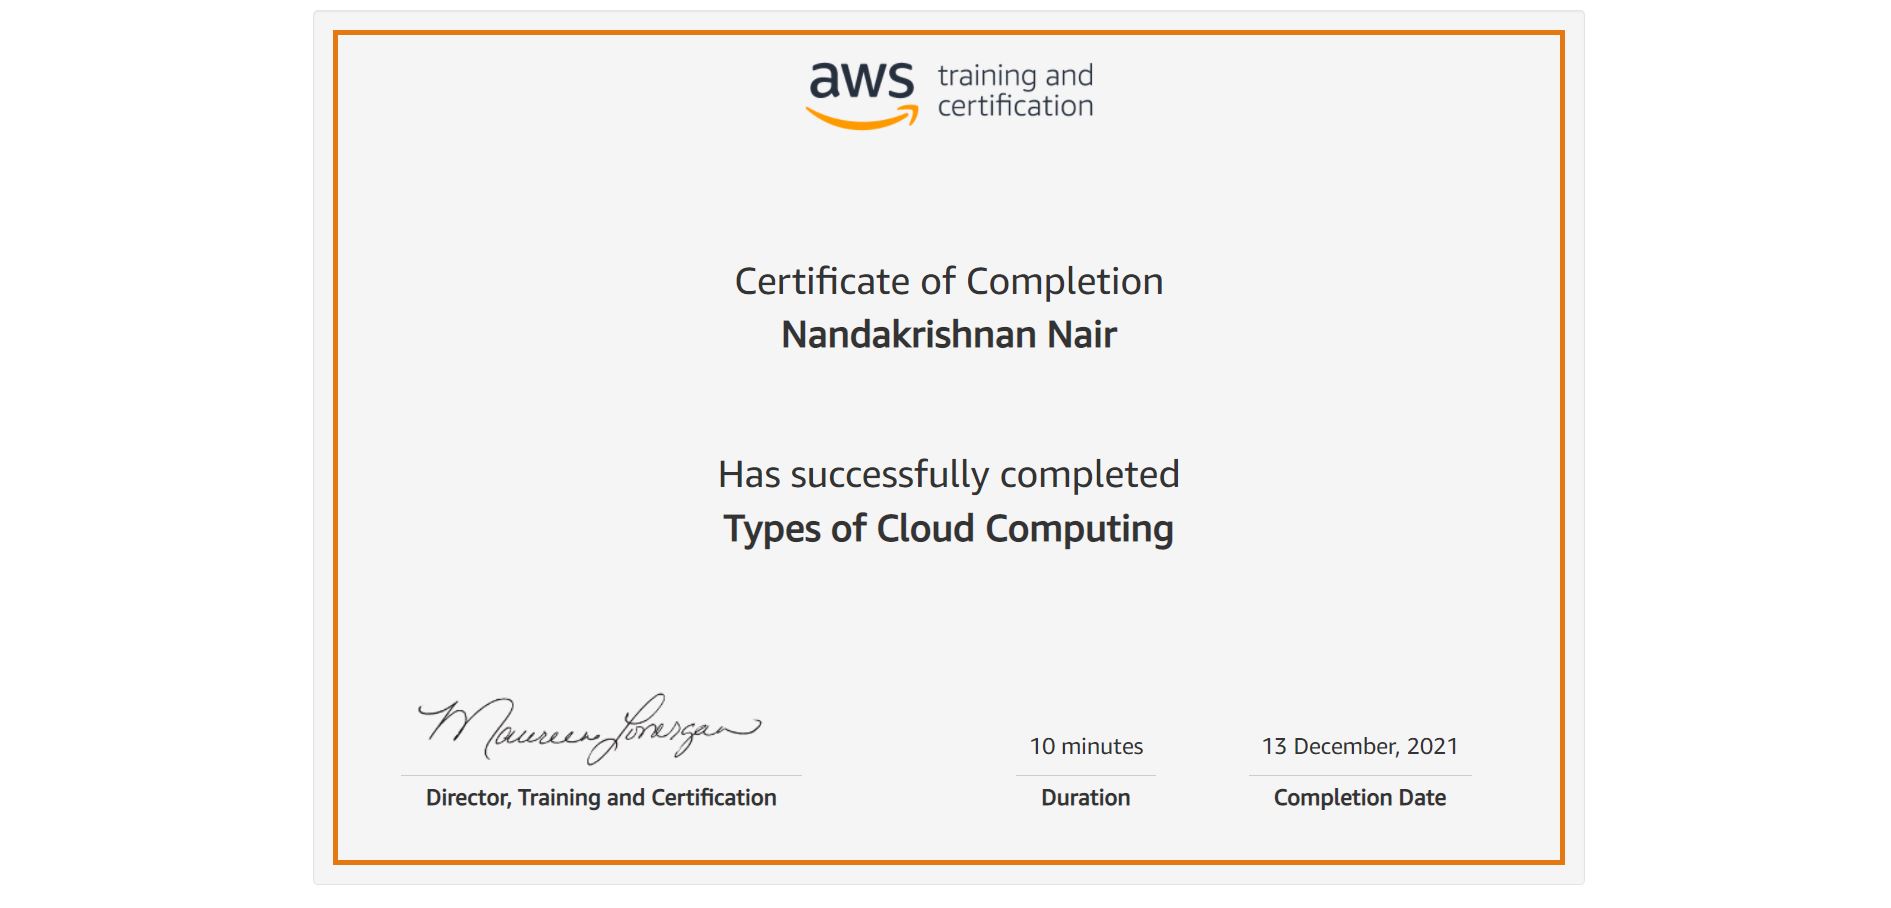 aws training and
certification
Certificate of Completion
Nandakrishnan Nair
Has successfully completed
Types of Cloud Computing
Maureen Lonergan
10 minutes
13 December, 2021
Director, Training and Certification
Duration
Completion Date